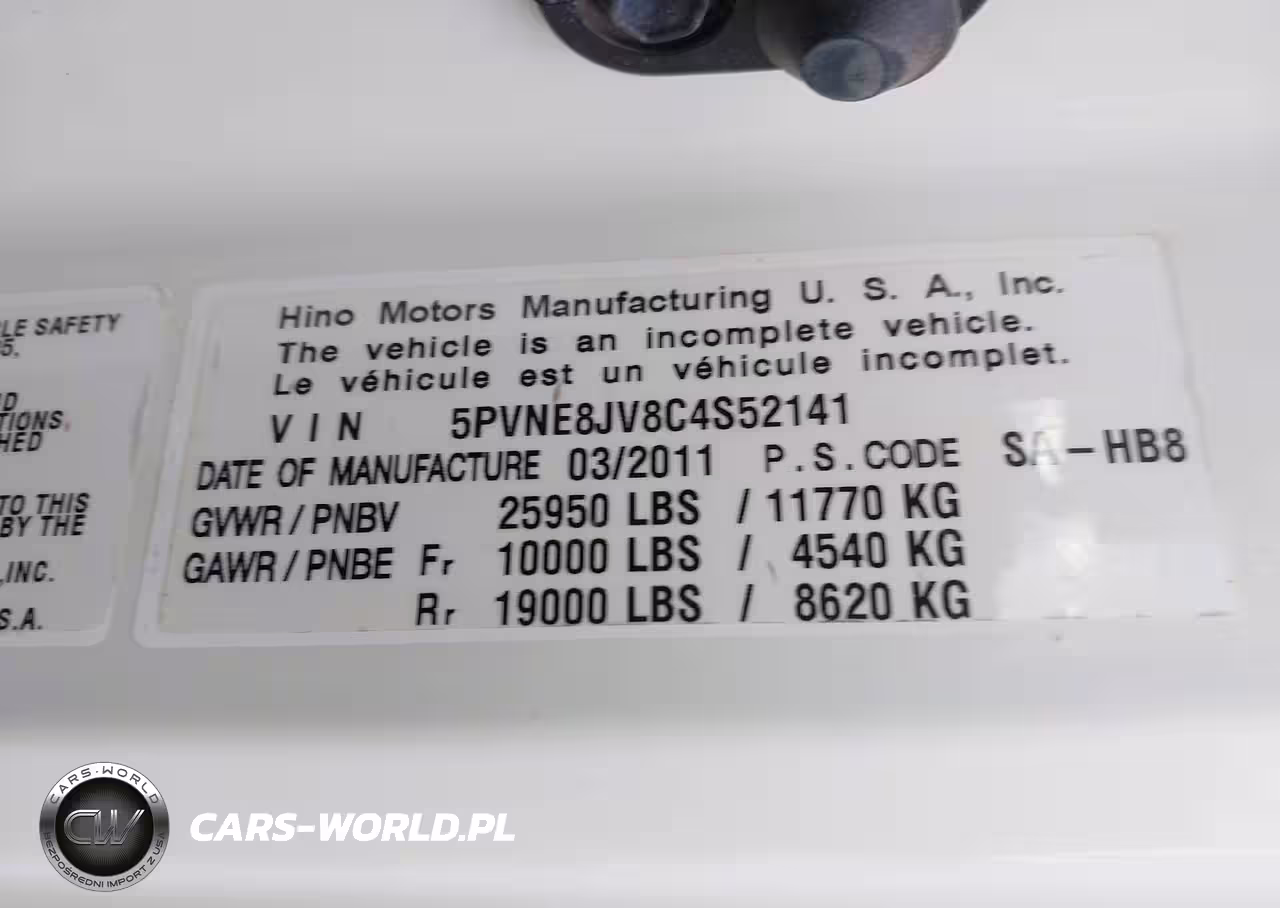 LE SAFETY
Hino Motors Manufacturing U. S. A., Inc.
The vehicle is an incomplete vehicle.
Le véhicule est un véhicule incomplet.
VIN 5PVNE8JV8C4S52141
DATE OF MANUFACTURE 03/2011 P.S.CODE SA-HB8
GVWR/PNBV 25950 LBS / 11770 KG
GAWR/PNBE Fr 10000 LBS / 4540 KG
Rr 19000 LBS / 8620 KG
TIONS,
HED
TO THIS
BY THE
,INC.
S.A.
CARS-WORLD
CW
BEZPOŚREDNI IMPORT Z USA
CARS-WORLD.PL